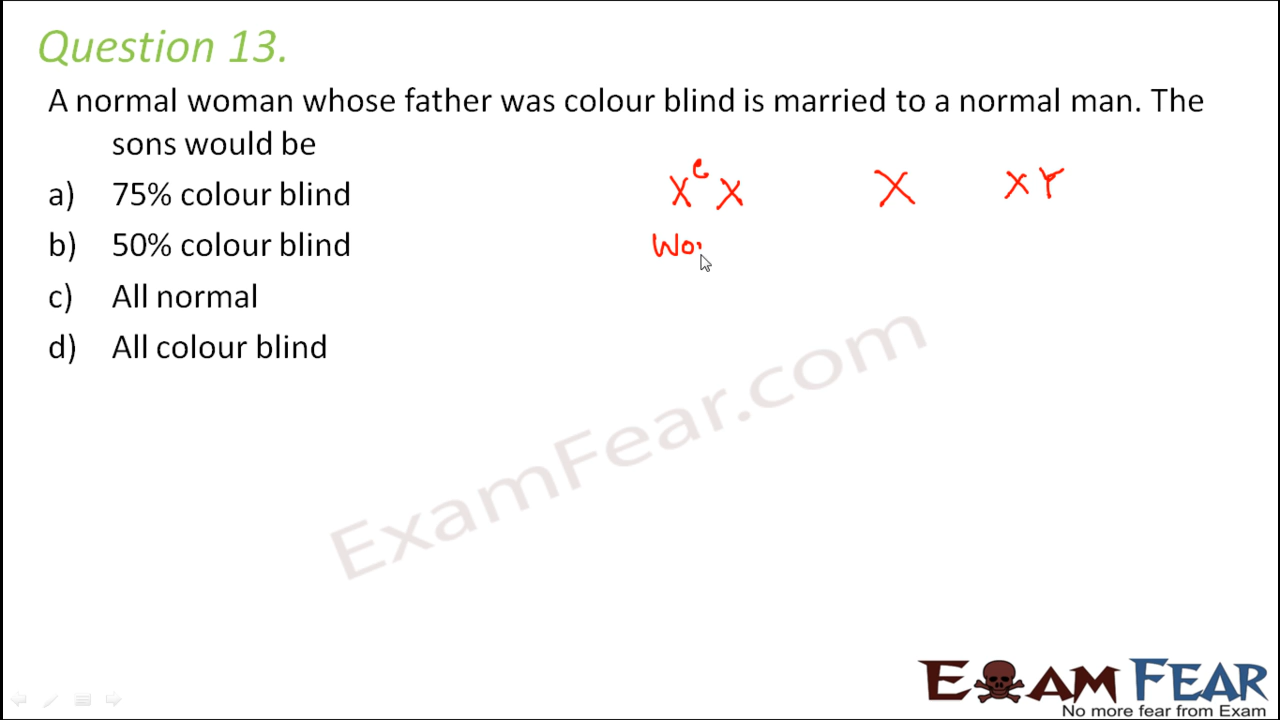 Question 13.
A normal woman whose father was colour blind is married to a normal man. The
sons would be
a) 75% colour blind
b) 50% colour blind
c) All normal
d) All colour blind
X^c X X XY
ExamFear.com
EXAM FEAR
No more fear from Exam